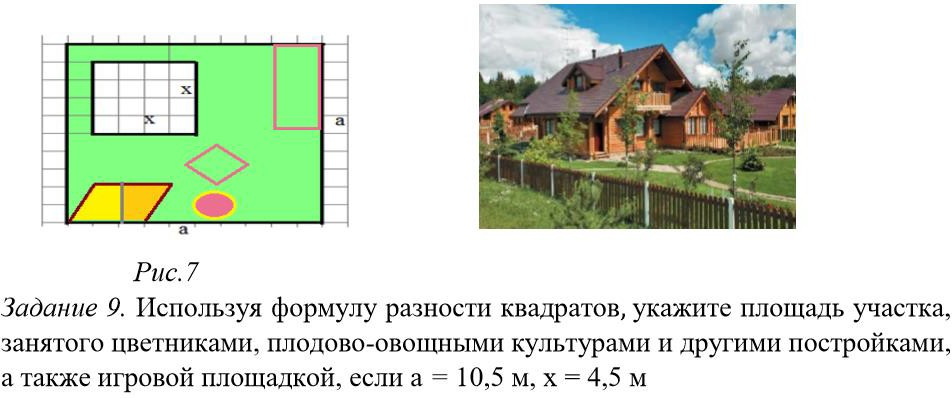 x
x
a
a
Рис.7
Задание 9. Используя формулу разности квадратов, укажите площадь участка,
занятого цветниками, плодово-овощными культурами и другими постройками,
а также игровой площадкой, если а = 10,5 м, х = 4,5 м